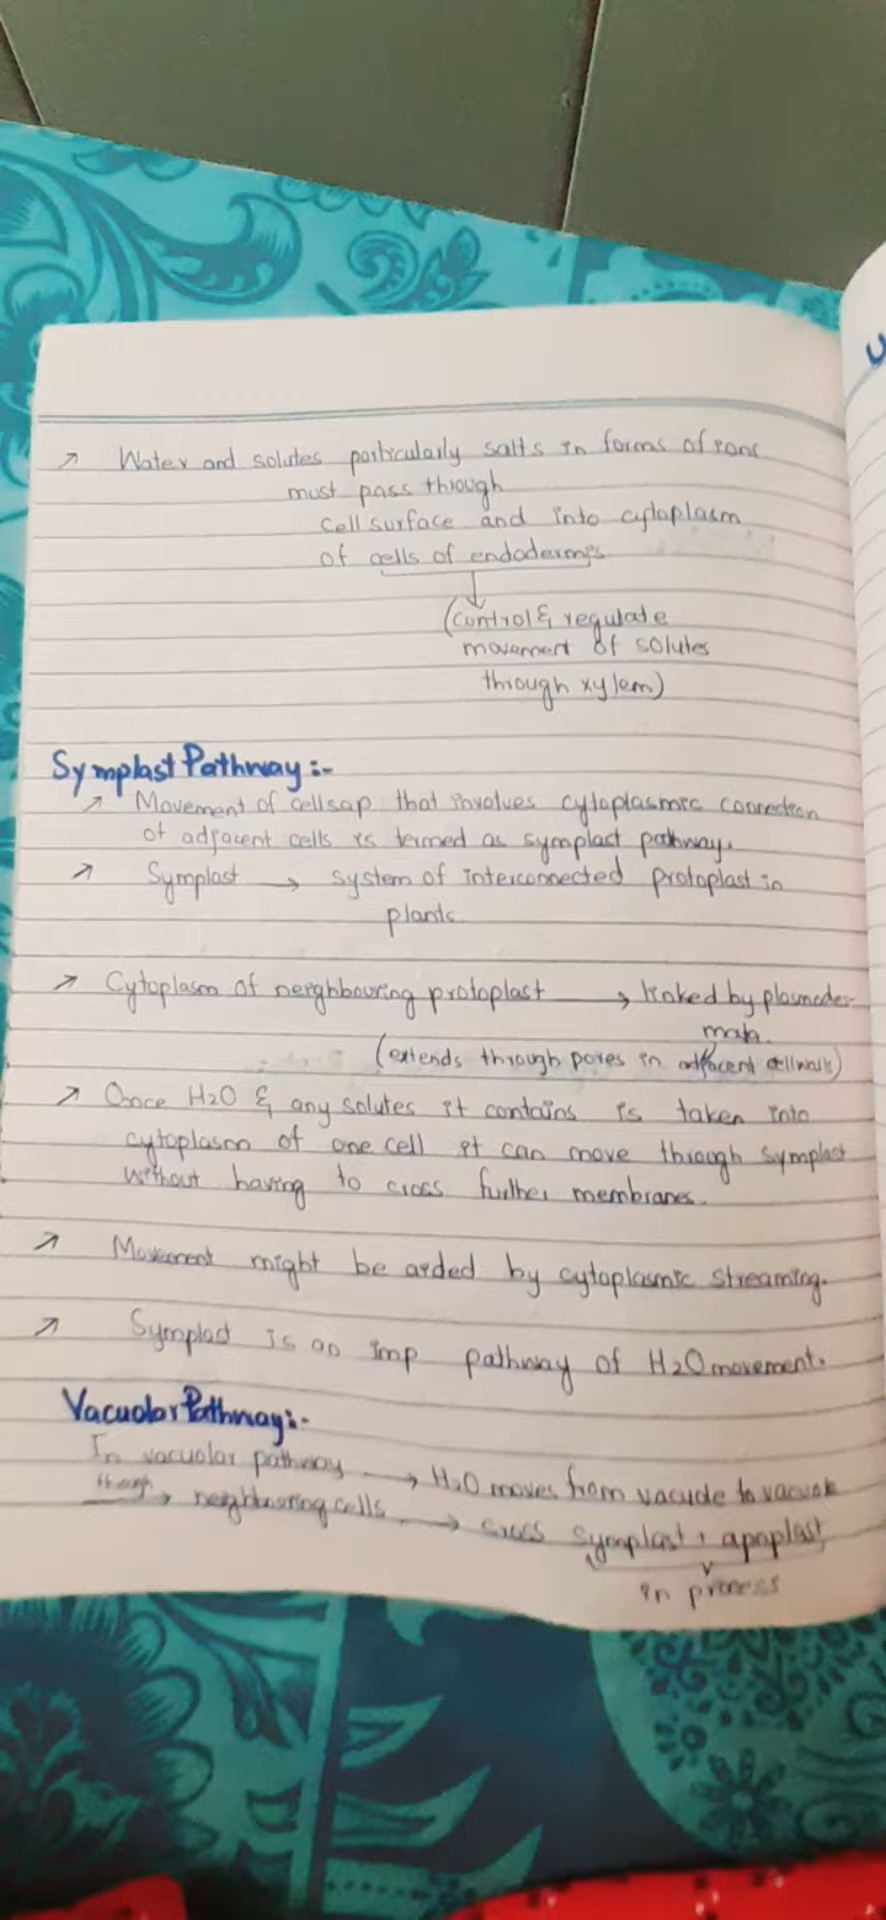 ↗ Water and solutes particularly salts in forms of ions
must pass through
cell surface and into cytoplasm
of cells of endodermis
(control & regulate
movement of solutes
through xylem)
Symplast Pathway:-
↗ Movement of cellsap that involves cytoplasmic connection
of adjacent cells is termed as symplast pathway.
↗ Symplast → system of interconnected protoplast in
plants.
↗ Cytoplasm of neighbouring protoplast → linked by plasmodes-
mata.
(extends through pores in adjacent cellwalls)
↗ Once H2O & any solutes it contains is taken into
cytoplasm of one cell it can move through symplast
without having to cross further membranes.
↗ Movement might be aided by cytoplasmic streaming.
↗ Symplast is an imp pathway of H2O movement.
Vacuolar Pathway:-
In vacuolar pathway → H2O moves from vacuole to vacuole
through → neighbouring cells → cross symplast, apoplast
in process
U